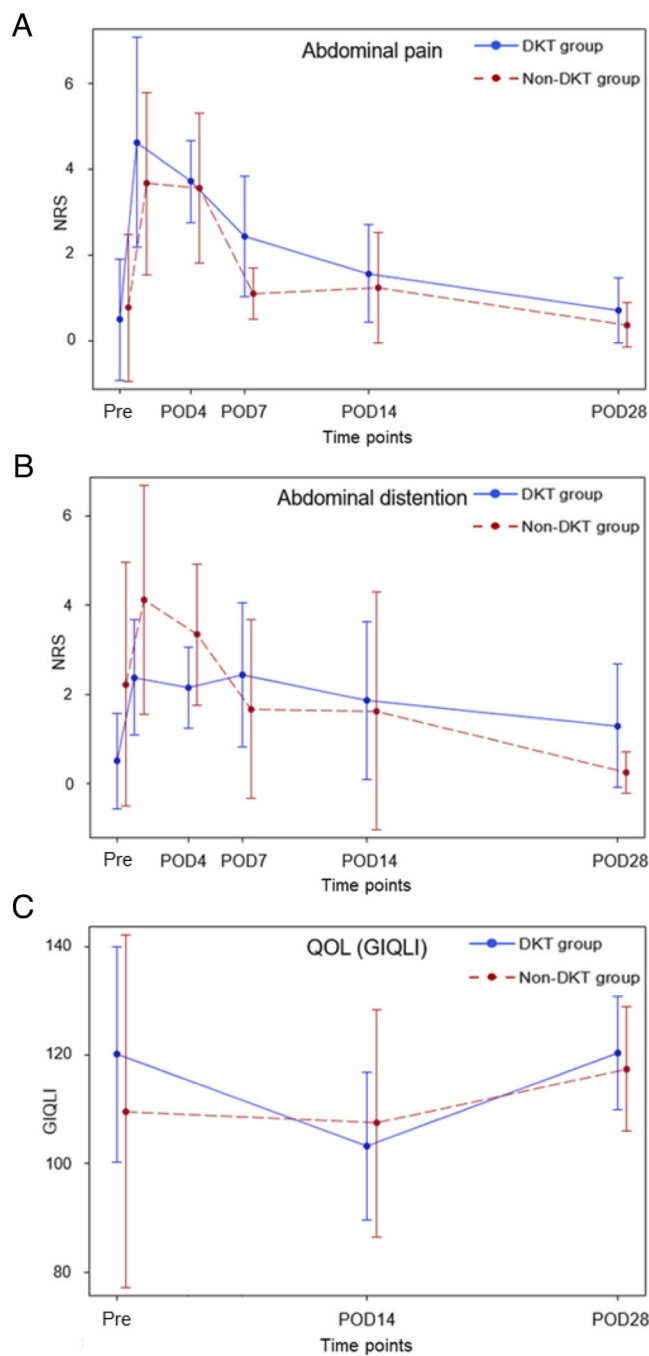 A
Abdominal pain
DKT group
Non-DKT group
6
4
2
0
NRS
Pre
POD4
POD7
POD14
POD28
Time points
B
Abdominal distention
DKT group
Non-DKT group
6
4
2
0
NRS
Pre
POD4
POD7
POD14
POD28
Time points
C
QOL (GIQLI)
DKT group
Non-DKT group
140
120
100
80
GIQLI
Pre
POD14
POD28
Time points